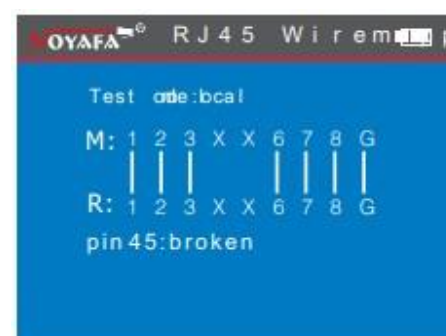 NOYAFA® RJ45 Wirem p
Test mode:local
M: 1 2 3 X X 6 7 8 G
R: 1 2 3 X X 6 7 8 G
pin 45:broken